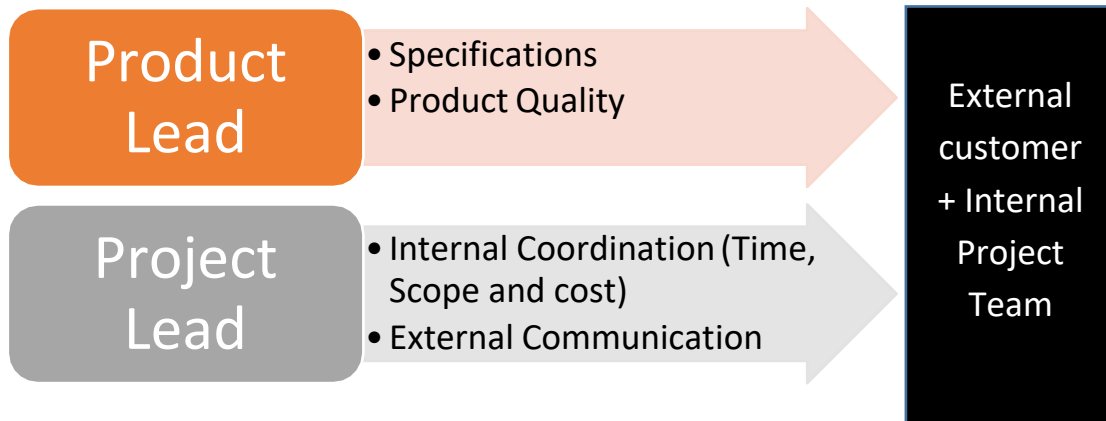 Product
Lead
• Specifications
• Product Quality
Project
Lead
• Internal Coordination (Time,
Scope and cost)
• External Communication
External
customer
+ Internal
Project
Team